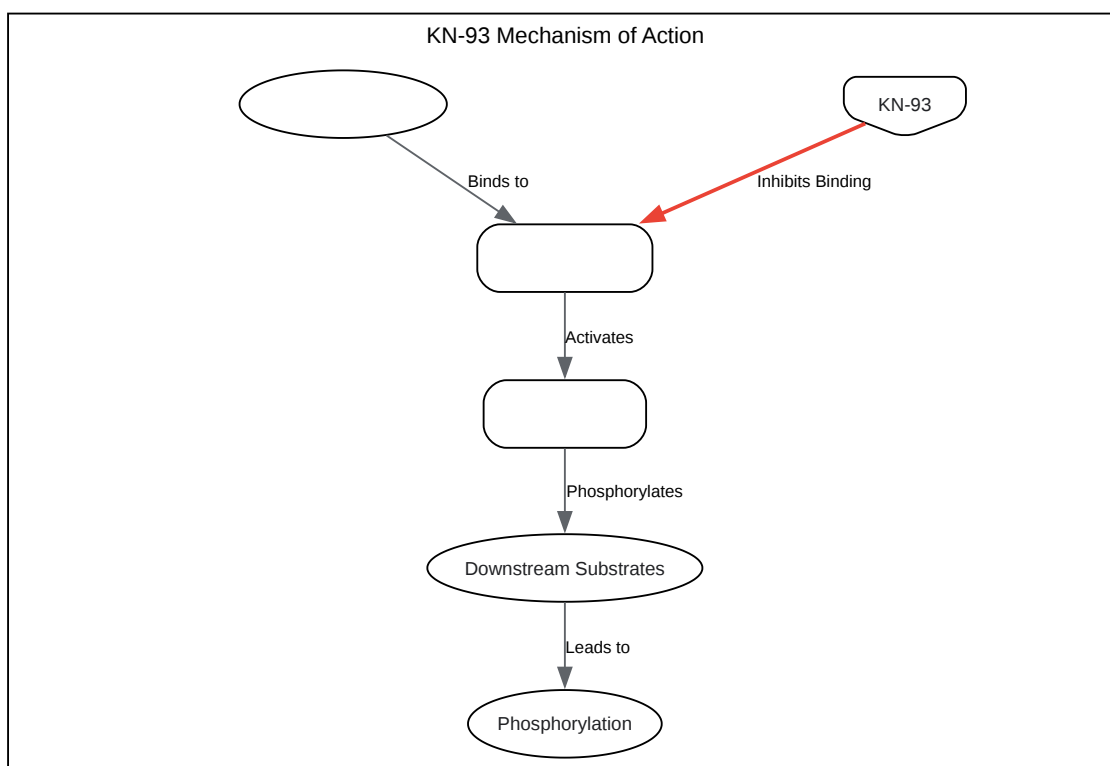 KN-93 Mechanism of Action
KN-93
Binds to
Inhibits Binding
Activates
Phosphorylates
Downstream Substrates
Leads to
Phosphorylation